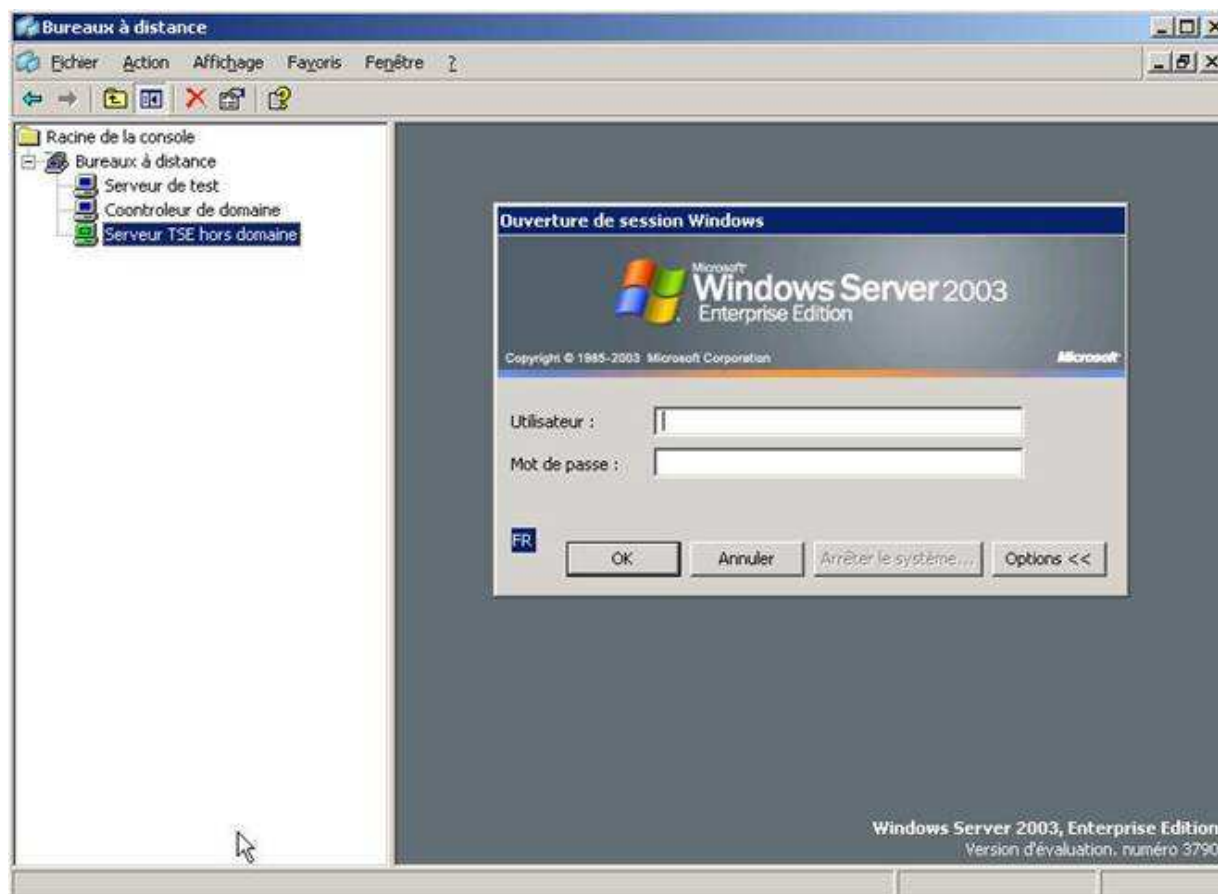 Bureaux à distance
Fichier Action Affichage Favoris Fenêtre ?
Racine de la console
Bureaux à distance
Serveur de test
Coontroleur de domaine
Serveur TSE hors domaine
Ouverture de session Windows
Microsoft
Windows Server 2003
Enterprise Edition
Copyright © 1985-2003 Microsoft Corporation
Microsoft
Utilisateur :
Mot de passe :
FR
OK Annuler Arrêter le système... Options <<
Windows Server 2003, Enterprise Edition
Version d'évaluation. numéro 3790